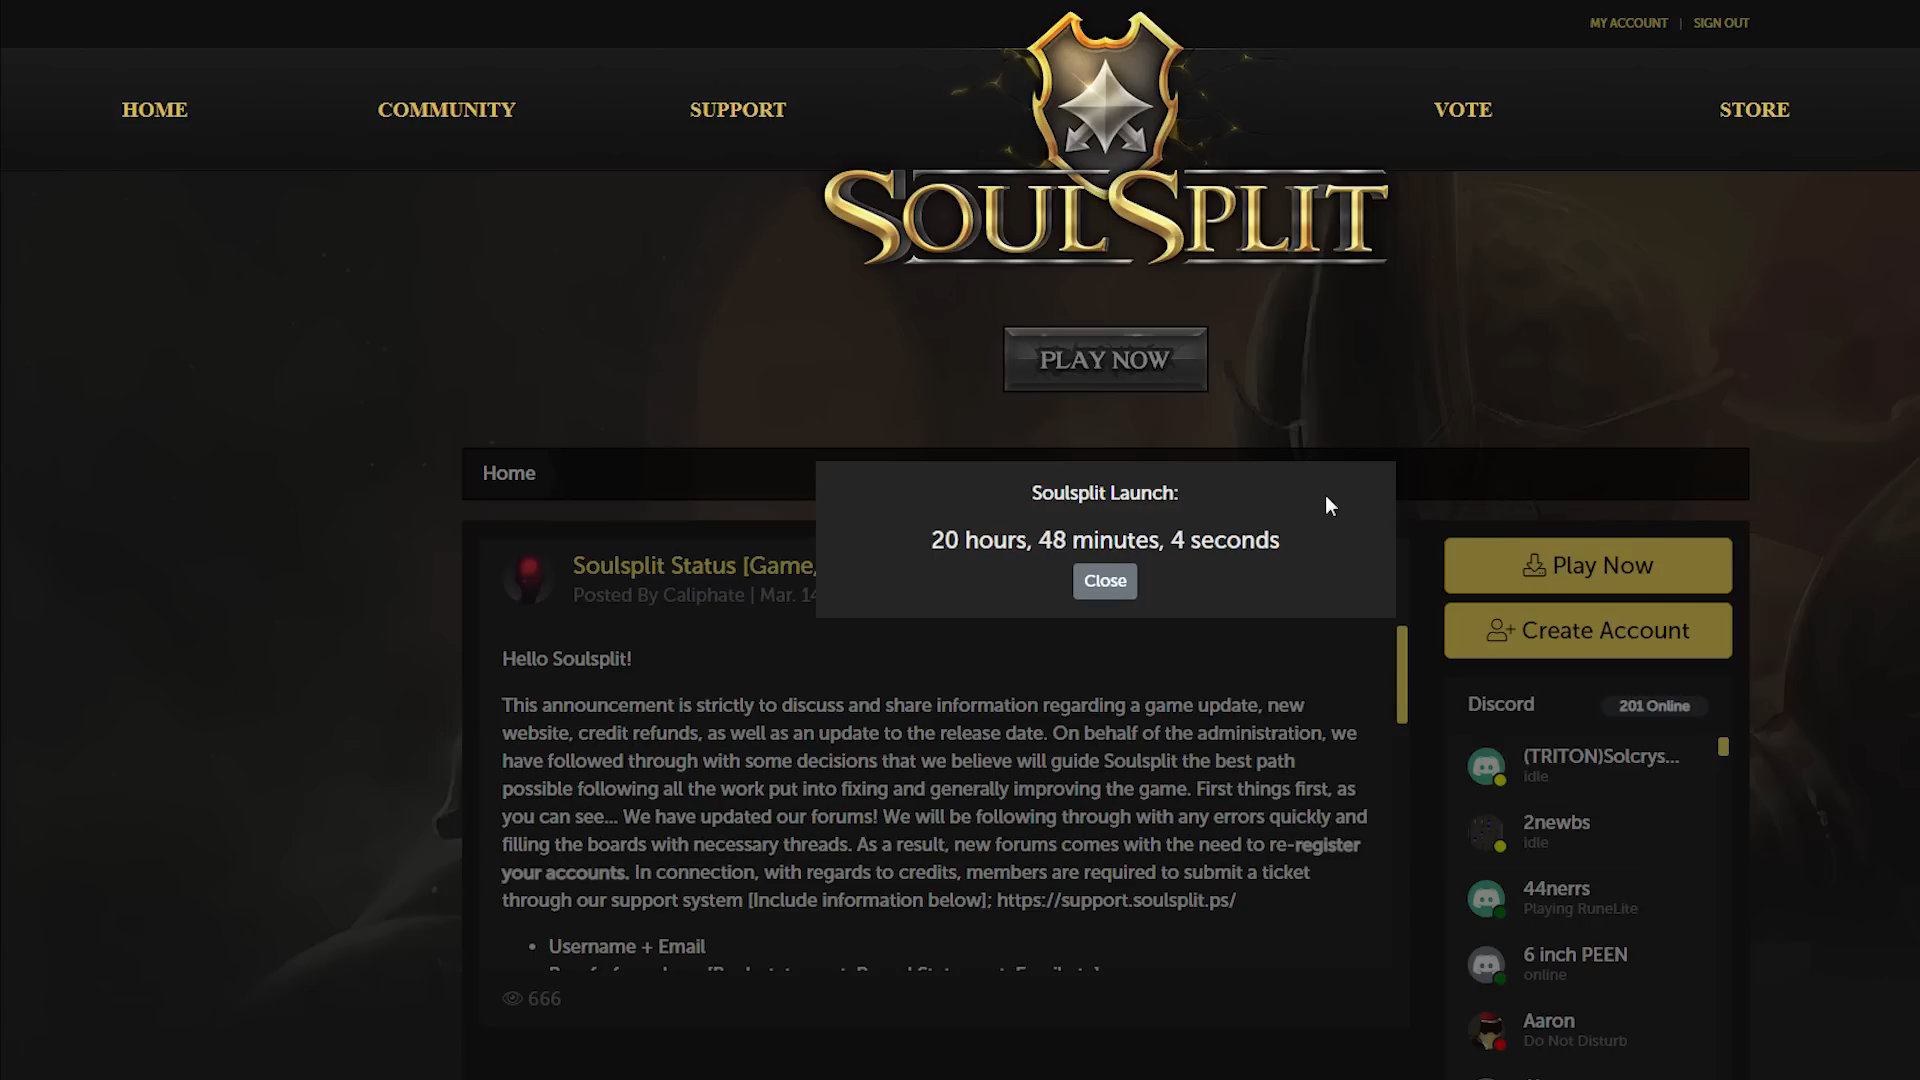 MY ACCOUNT | SIGN OUT
HOME
COMMUNITY
SUPPORT
VOTE
STORE
SOULSPLIT
PLAY NOW
Home
Soulsplit Launch:
20 hours, 48 minutes, 4 seconds
Close
Soulsplit Status [Game,
Posted By Caliphate | Mar. 14
Hello Soulsplit!
This announcement is strictly to discuss and share information regarding a game update, new
website, credit refunds, as well as an update to the release date. On behalf of the administration, we
have followed through with some decisions that we believe will guide Soulsplit the best path
possible following all the work put into fixing and generally improving the game. First things first, as
you can see... We have updated our forums! We will be following through with any errors quickly and
filling the boards with necessary threads. As a result, new forums comes with the need to re-register
your accounts. In connection, with regards to credits, members are required to submit a ticket
through our support system [Include information below]; https://support.soulsplit.ps/
• Username + Email
666
Play Now
Create Account
Discord
201 Online
(TRITON)Solcrys...
Idle
2newbs
Idle
44nerrs
Playing RuneLite
6 inch PEEN
online
Aaron
Do Not Disturb